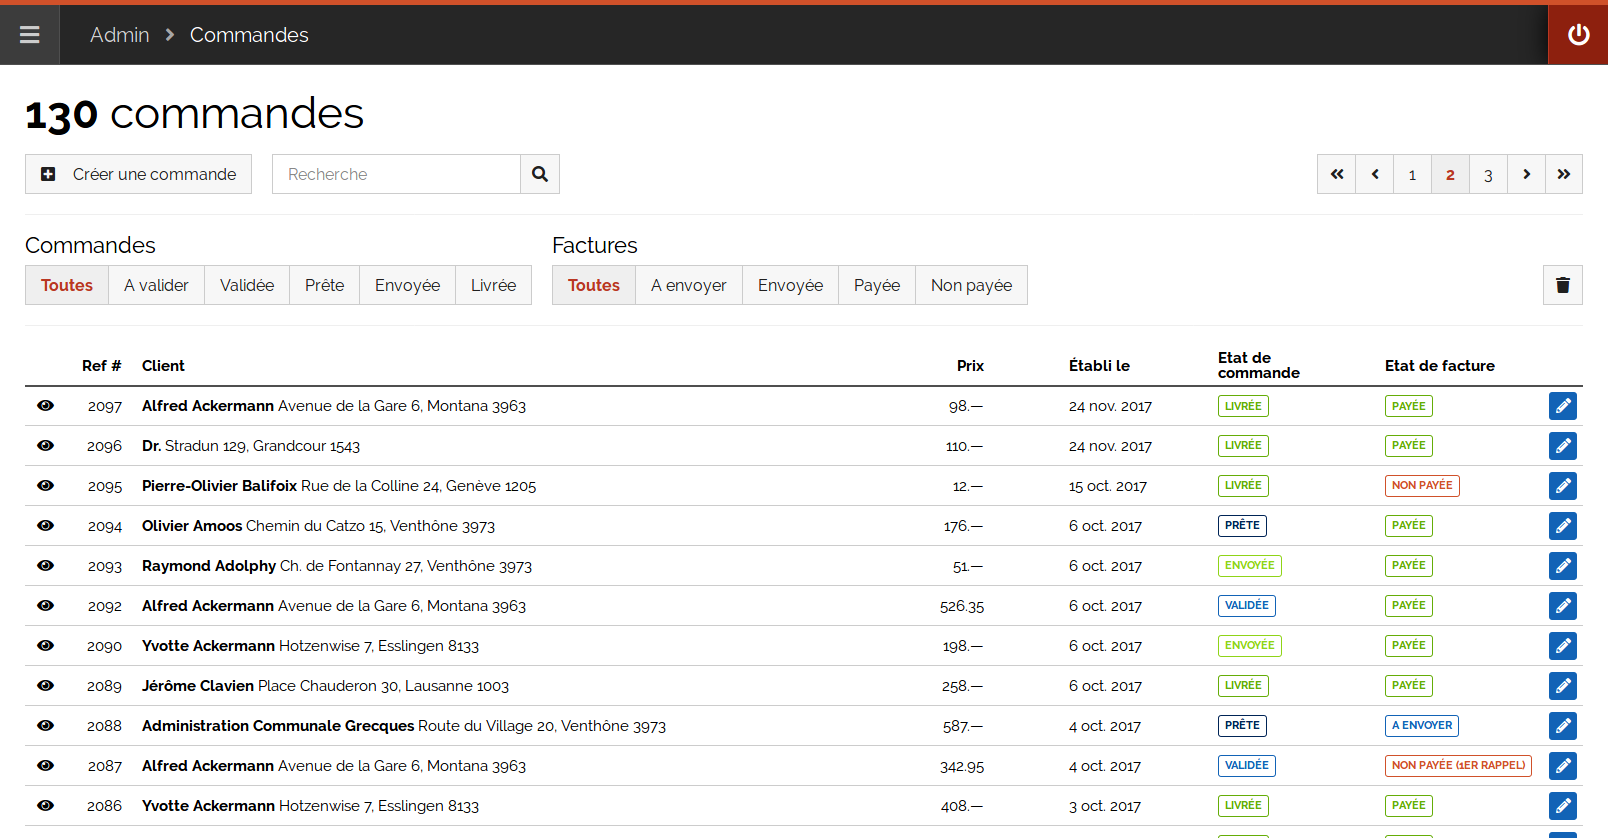 Admin Commandes
130 commandes
Créer une commande Recherche 1 2 3
Commandes Factures
Toutes A valider Validée Prête Envoyée Livrée Toutes A envoyer Envoyée Payée Non payée
Ref # Client Prix Établi le Etat de commande Etat de facture
2097 Alfred Ackermann Avenue de la Gare 6, Montana 3963 98.— 24 nov. 2017 LIVRÉE PAYÉE
2096 Dr. Stradun 129, Grandcour 1543 110.— 24 nov. 2017 LIVRÉE PAYÉE
2095 Pierre-Olivier Balifoix Rue de la Colline 24, Genève 1205 12.— 15 oct. 2017 LIVRÉE NON PAYÉE
2094 Olivier Amoos Chemin du Catzo 15, Venthône 3973 176.— 6 oct. 2017 PRÊTE PAYÉE
2093 Raymond Adolphy Ch. de Fontannay 27, Venthône 3973 51.— 6 oct. 2017 ENVOYÉE PAYÉE
2092 Alfred Ackermann Avenue de la Gare 6, Montana 3963 526.35 6 oct. 2017 VALIDÉE PAYÉE
2090 Yvotte Ackermann Hotzenwise 7, Esslingen 8133 198.— 6 oct. 2017 ENVOYÉE PAYÉE
2089 Jérôme Clavien Place Chauderon 30, Lausanne 1003 258.— 6 oct. 2017 LIVRÉE PAYÉE
2088 Administration Communale Grecques Route du Village 20, Venthône 3973 587.— 4 oct. 2017 PRÊTE A ENVOYER
2087 Alfred Ackermann Avenue de la Gare 6, Montana 3963 342.95 4 oct. 2017 VALIDÉE NON PAYÉE (1ER RAPPEL)
2086 Yvotte Ackermann Hotzenwise 7, Esslingen 8133 408.— 3 oct. 2017 LIVRÉE PAYÉE